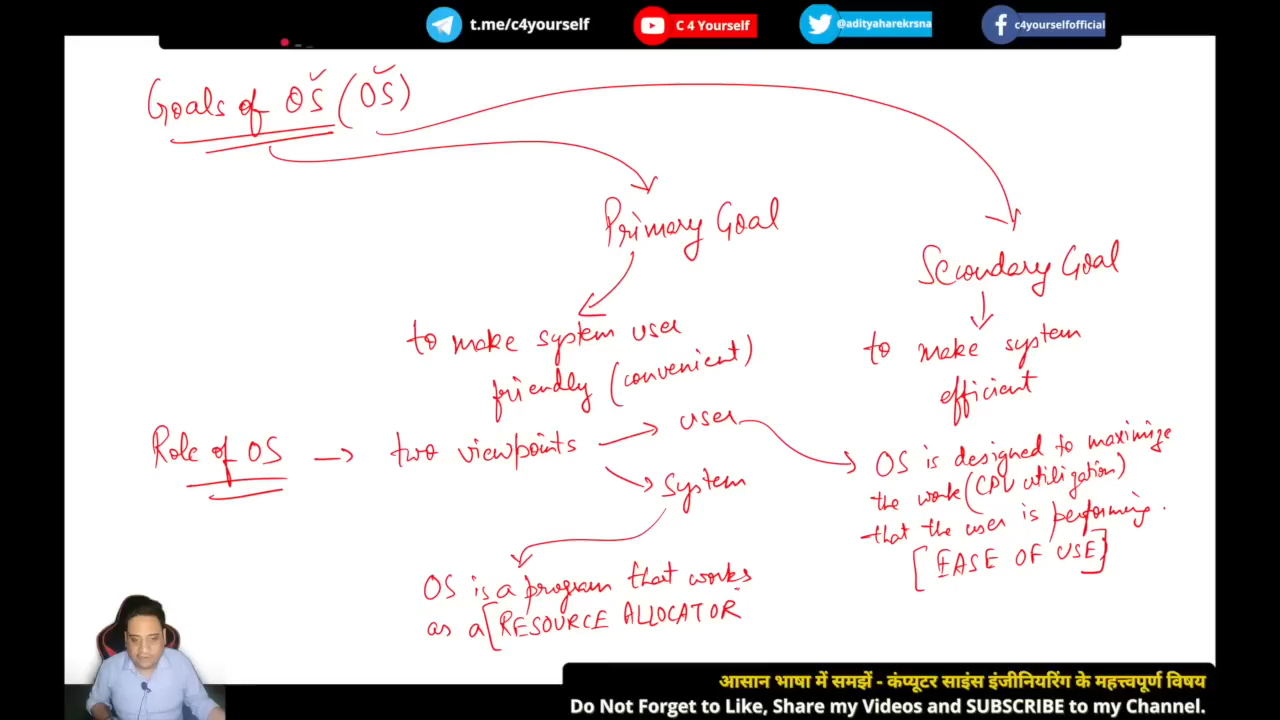 t.me/c4yourself
C 4 Yourself
@adityaharekrsna
c4yourselfofficial
Goals of OS (OS)
Primary Goal
Secondary Goal
to make system user
friendly (convenient)
to make system
efficient
Role of OS → two viewpoints
user
System
OS is designed to maximize
the work (CPU utilization)
that the user is performing.
[EASE OF USE]
OS is a program that works
as a [RESOURCE ALLOCATOR
आसान भाषा में समझें - कंप्यूटर साइंस इंजीनियरिंग के महत्त्वपूर्ण विषय
Do Not Forget to Like, Share my Videos and SUBSCRIBE to my Channel.